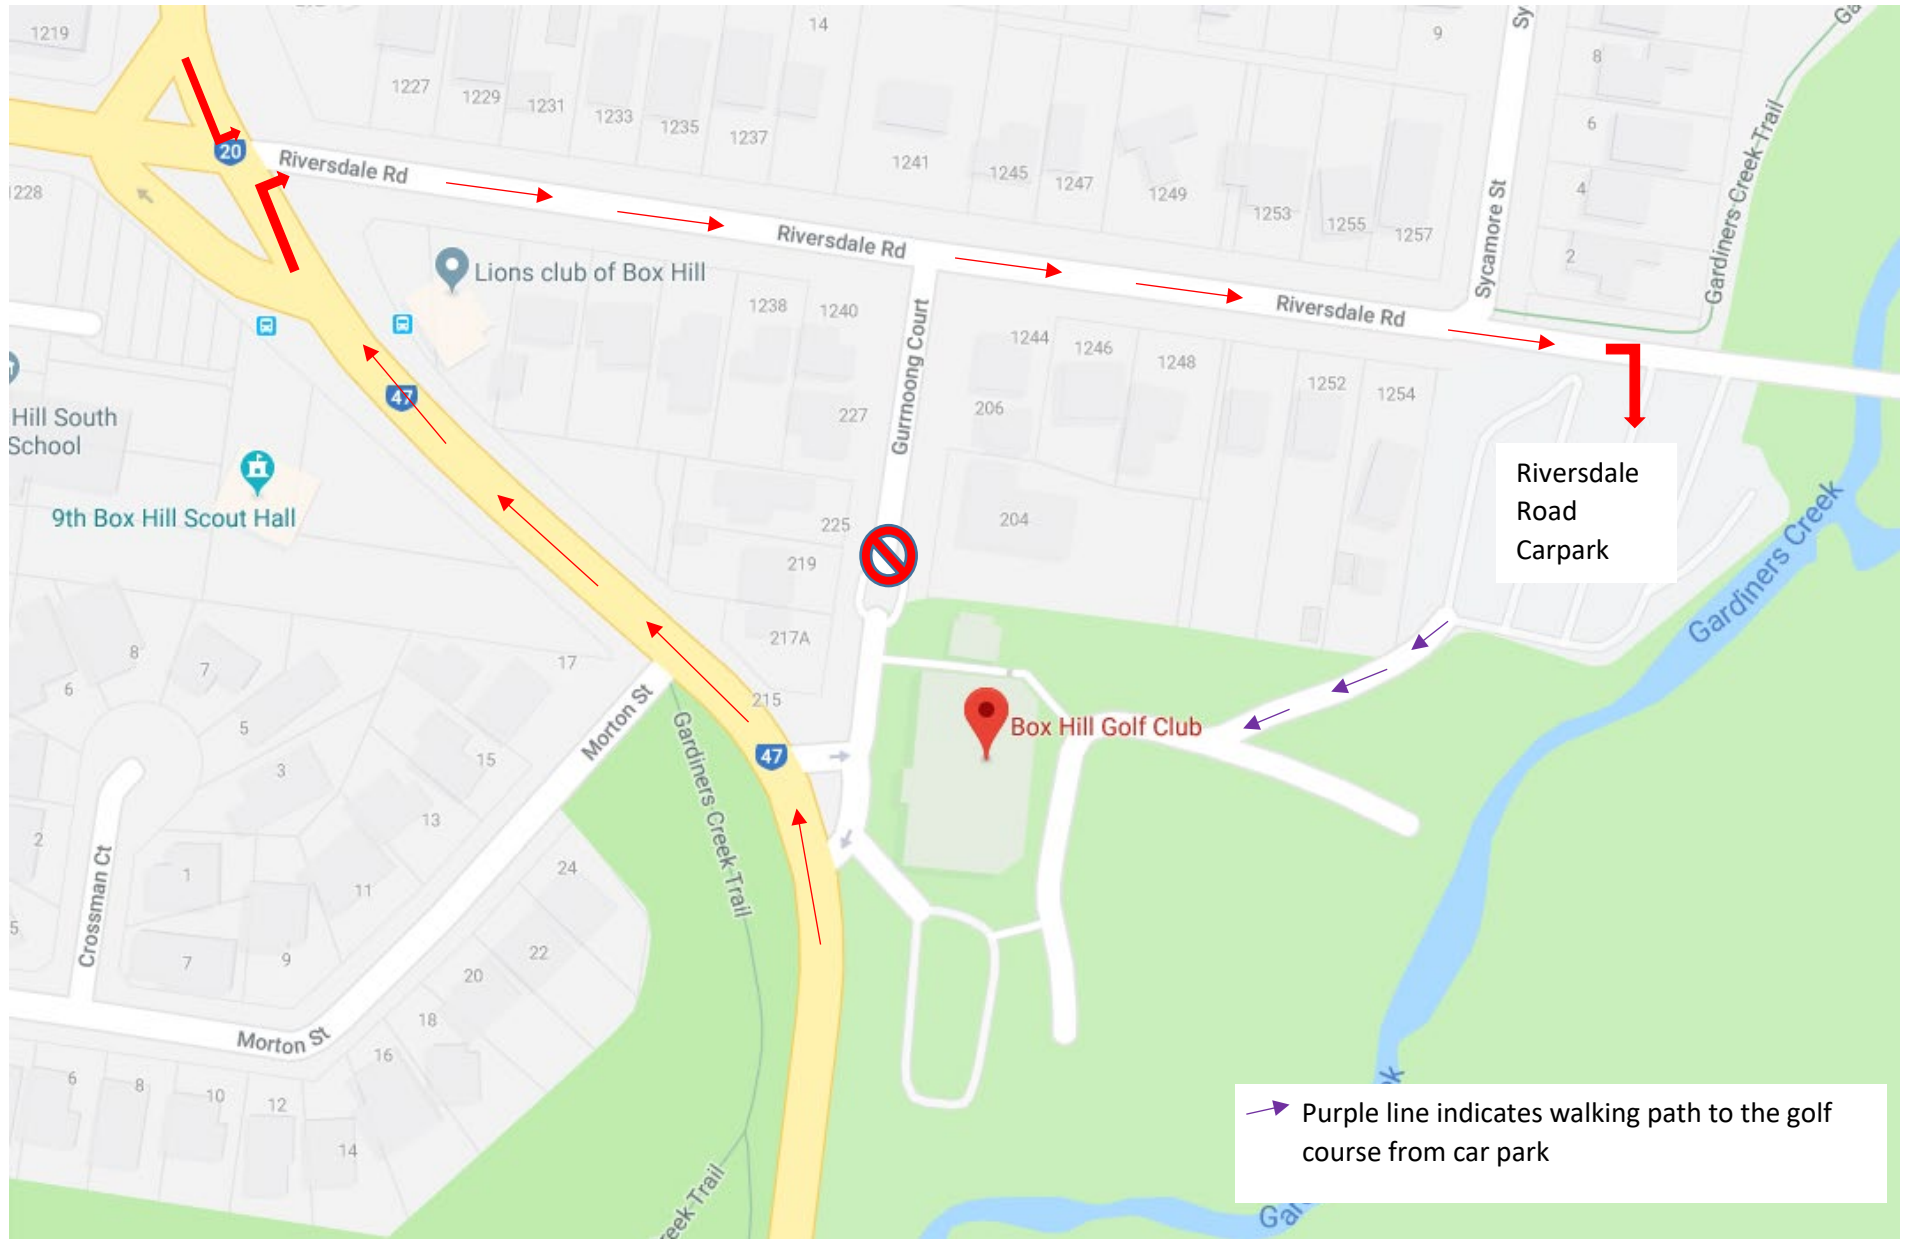 1219
14
9
Sy
Ga
8
1227
1229
1231
1233
1235
1237
1241
1245
1247
1249
1253
1255
1257
6
4
2
20
Riversdale Rd
Riversdale Rd
Riversdale Rd
Sycamore St
Gardiners Creek Trail
1228
Lions club of Box Hill
1238
1240
1244
1246
1248
1252
1254
Gurrnoong Court
47
227
206
Hill South
School
9th Box Hill Scout Hall
225
204
219
217A
215
Riversdale
Road
Carpark
Gardiners Creek
8
7
6
5
17
Morton St
3
15
13
Gardiners Creek Trail
47
Box Hill Golf Club
2
1
11
24
Crossman Ct
5
7
9
22
20
18
16
Morton St
6
8
10
12
14
eek Trail
ek
Gar
Purple line indicates walking path to the golf
course from car park